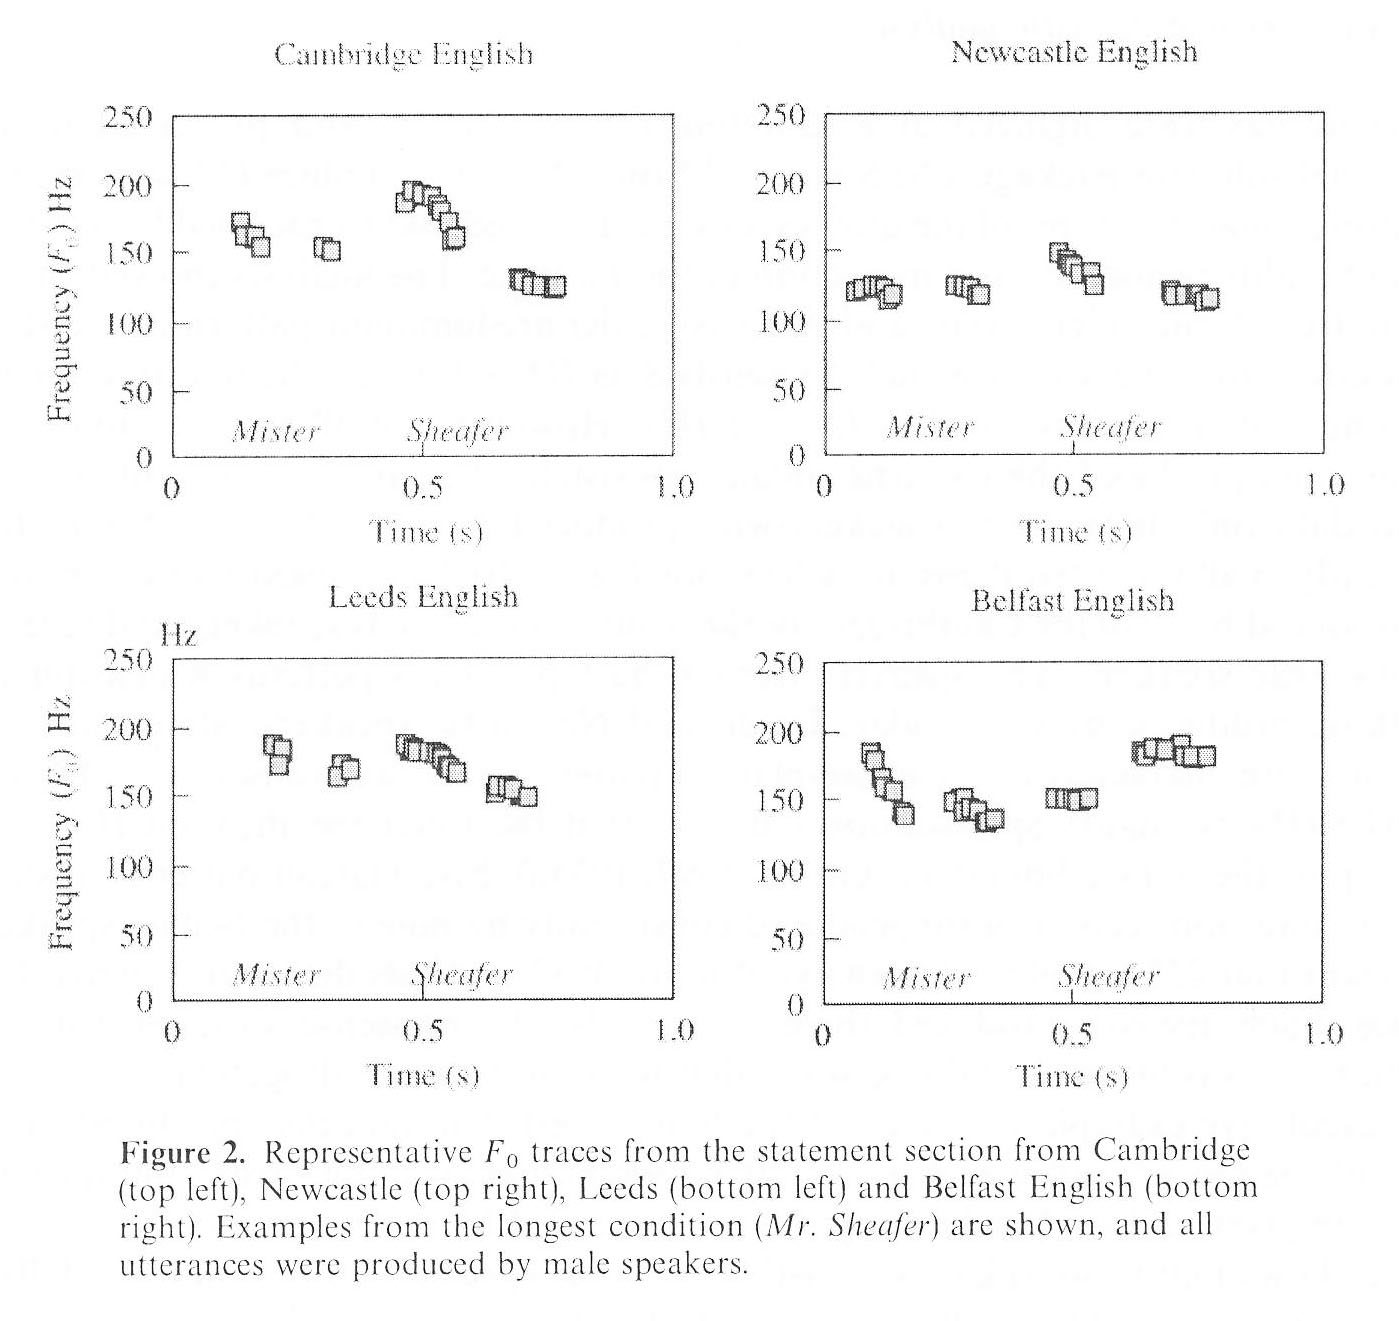 Cambridge English
Newcastle English
250
200
150
100
50
0
Frequency (F0) Hz
Mister Sheafer
0 0.5 1.0
Time (s)
250
200
150
100
50
0
Mister Sheafer
0 0.5 1.0
Time (s)
Leeds English
Belfast English
Hz
250
200
150
100
50
0
Frequency (F0) Hz
Mister Sheafer
0 0.5 1.0
Time (s)
250
200
150
100
50
0
Mister Sheafer
0 0.5 1.0
Time (s)
Figure 2. Representative F0 traces from the statement section from Cambridge
(top left), Newcastle (top right), Leeds (bottom left) and Belfast English (bottom
right). Examples from the longest condition (Mr. Sheafer) are shown, and all
utterances were produced by male speakers.